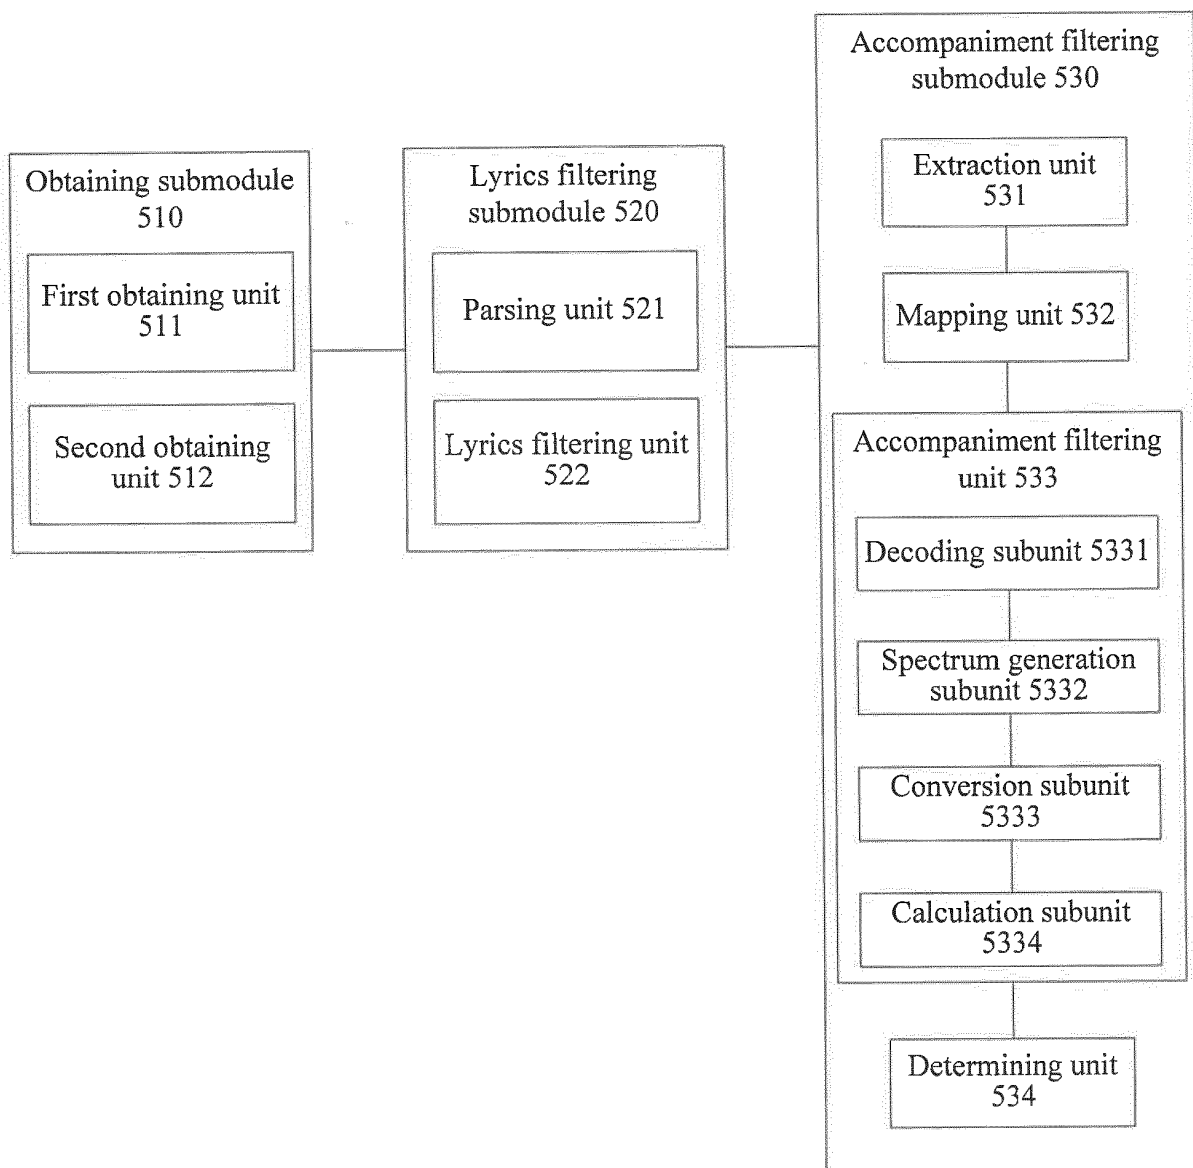 Obtaining submodule
510
First obtaining unit
511
Second obtaining
unit 512
Lyrics filtering
submodule 520
Parsing unit 521
Lyrics filtering unit
522
Accompaniment filtering
submodule 530
Extraction unit
531
Mapping unit 532
Accompaniment filtering
unit 533
Decoding subunit 5331
Spectrum generation
subunit 5332
Conversion subunit
5333
Calculation subunit
5334
Determining unit
534